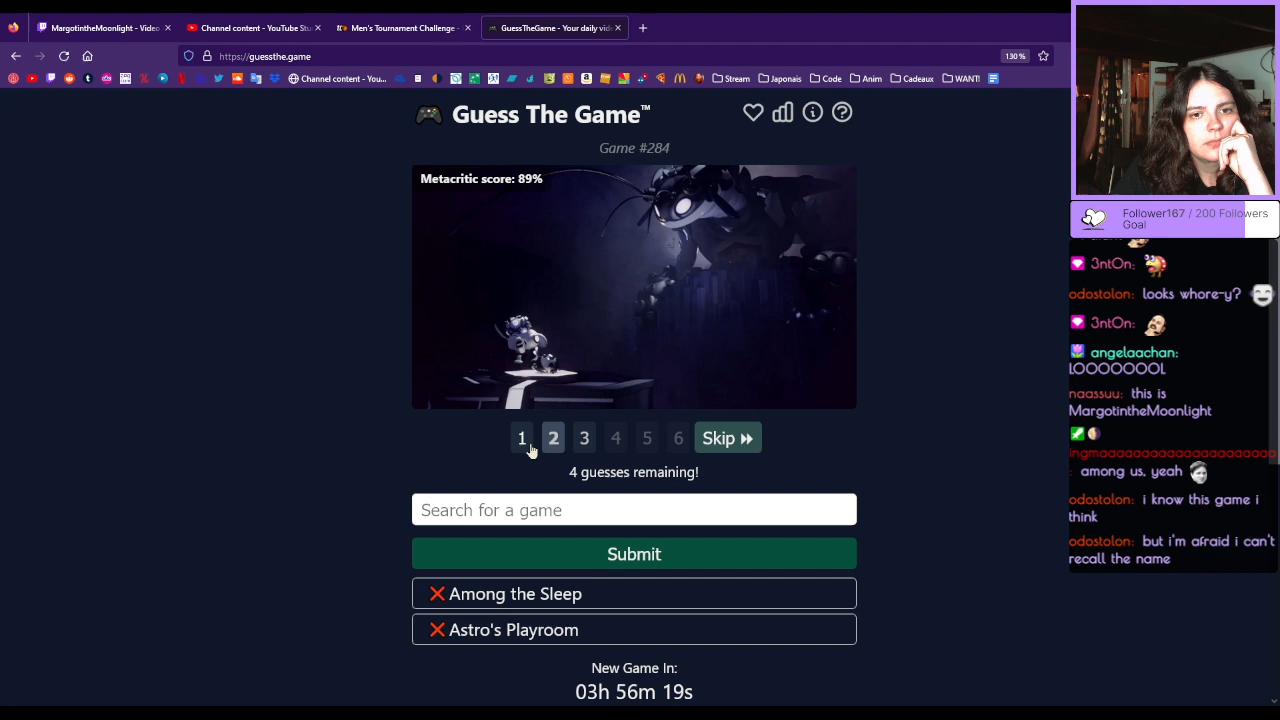 MargotintheMoonlight - Video
Channel content - YouTube Stu
Men's Tournament Challenge -
GuessTheGame - Your daily vid
https://guessthe.game
130%
Channel content - You...
Stream
Japonais
Code
Anim
Cadeaux
WANT!
Guess The Game™
Game #284
Metacritic score: 89%
1
2
3
4
5
6
Skip
4 guesses remaining!
Search for a game
Submit
Among the Sleep
Astro's Playroom
New Game In:
03h 56m 19s
Follower167 / 200 Followers
Goal
3ntOn:
odostolon: looks whore-y?
3ntOn:
angelaachan:
LOOOOOOOL
naassuu: this is
MargotintheMoonlight
: among us, yeah
odostolon: i know this game i
think
odostolon: but i'm afraid i can't
recall the name